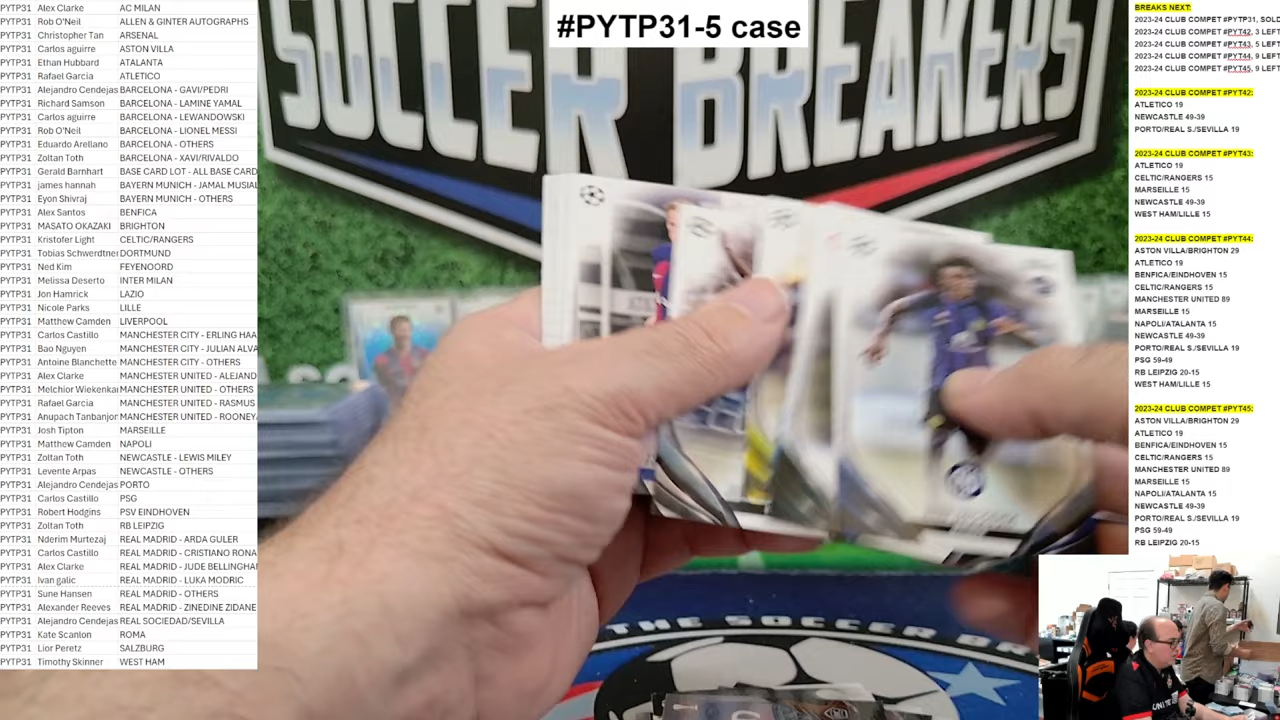 #PYTP31-5 case
SOCCER BREAKERS
PYTP31 Alex Clarke AC MILAN
PYTP31 Rob O'Neil ALLEN & GINTER AUTOGRAPHS
PYTP31 Christopher Tan ARSENAL
PYTP31 Carlos aguirre ASTON VILLA
PYTP31 Ethan Hubbard ATALANTA
PYTP31 Rafael Garcia ATLETICO
PYTP31 Alejandro Cendejas BARCELONA - GAVI/PEDRI
PYTP31 Richard Samson BARCELONA - LAMINE YAMAL
PYTP31 Carlos aguirre BARCELONA - LEWANDOWSKI
PYTP31 Rob O'Neil BARCELONA - LIONEL MESSI
PYTP31 Eduardo Arellano BARCELONA - OTHERS
PYTP31 Zoltan Toth BARCELONA - XAVI/RIVALDO
PYTP31 Gerald Barnhart BASE CARD LOT - ALL BASE CARD
PYTP31 james hannah BAYERN MUNICH - JAMAL MUSIAL
PYTP31 Eyon Shivraj BAYERN MUNICH - OTHERS
PYTP31 Alex Santos BENFICA
PYTP31 MASATO OKAZAKI BRIGHTON
PYTP31 Kristofer Light CELTIC/RANGERS
PYTP31 Tobias Schwerdtner DORTMUND
PYTP31 Ned Kim FEYENOORD
PYTP31 Melissa Deserto INTER MILAN
PYTP31 Jon Hamrick LAZIO
PYTP31 Nicole Parks LILLE
PYTP31 Matthew Camden LIVERPOOL
PYTP31 Carlos Castillo MANCHESTER CITY - ERLING HAA
PYTP31 Bao Nguyen MANCHESTER CITY - JULIAN ALVA
PYTP31 Antoine Blanchette MANCHESTER CITY - OTHERS
PYTP31 Alex Clarke MANCHESTER UNITED - ALEJAND
PYTP31 Melchior Wiekenkar MANCHESTER UNITED - OTHERS
PYTP31 Rafael Garcia MANCHESTER UNITED - RASMUS
PYTP31 Anupach Tanbanjor MANCHESTER UNITED - ROONEY
PYTP31 Josh Tipton MARSEILLE
PYTP31 Matthew Camden NAPOLI
PYTP31 Zoltan Toth NEWCASTLE - LEWIS MILEY
PYTP31 Levente Arpas NEWCASTLE - OTHERS
PYTP31 Alejandro Cendejas PORTO
PYTP31 Carlos Castillo PSG
PYTP31 Robert Hodgins PSV EINDHOVEN
PYTP31 Zoltan Toth RB LEIPZIG
PYTP31 Nderim Murtezaj REAL MADRID - ARDA GULER
PYTP31 Carlos Castillo REAL MADRID - CRISTIANO RONA
PYTP31 Alex Clarke REAL MADRID - JUDE BELLINGHA
PYTP31 Ivan galic REAL MADRID - LUKA MODRIC
PYTP31 Sune Hansen REAL MADRID - OTHERS
PYTP31 Alexander Reeves REAL MADRID - ZINEDINE ZIDANE
PYTP31 Alejandro Cendejas REAL SOCIEDAD/SEVILLA
PYTP31 Kate Scanlon ROMA
PYTP31 Lior Peretz SALZBURG
PYTP31 Timothy Skinner WEST HAM
BREAKS NEXT:
2023-24 CLUB COMPET #PYTP31, SOLD
2023-24 CLUB COMPET #PYT42, 3 LEFT
2023-24 CLUB COMPET #PYT43, 5 LEFT
2023-24 CLUB COMPET #PYT44, 9 LEFT
2023-24 CLUB COMPET #PYT45, 9 LEFT
2023-24 CLUB COMPET #PYT42:
ATLETICO 19
NEWCASTLE 49-39
PORTO/REAL S./SEVILLA 19
2023-24 CLUB COMPET #PYT43:
ATLETICO 19
CELTIC/RANGERS 15
MARSEILLE 15
NEWCASTLE 49-39
WEST HAM/LILLE 15
2023-24 CLUB COMPET #PYT44:
ASTON VILLA/BRIGHTON 29
ATLETICO 19
BENFICA/EINDHOVEN 15
CELTIC/RANGERS 15
MANCHESTER UNITED 89
MARSEILLE 15
NAPOLI/ATALANTA 15
NEWCASTLE 49-39
PORTO/REAL S./SEVILLA 19
PSG 59-49
RB LEIPZIG 20-15
WEST HAM/LILLE 15
2023-24 CLUB COMPET #PYT45:
ASTON VILLA/BRIGHTON 29
ATLETICO 19
BENFICA/EINDHOVEN 15
CELTIC/RANGERS 15
MANCHESTER UNITED 89
MARSEILLE 15
NAPOLI/ATALANTA 15
NEWCASTLE 49-39
PORTO/REAL S./SEVILLA 19
PSG 59-49
RB LEIPZIG 20-15
THE SOCCER BR